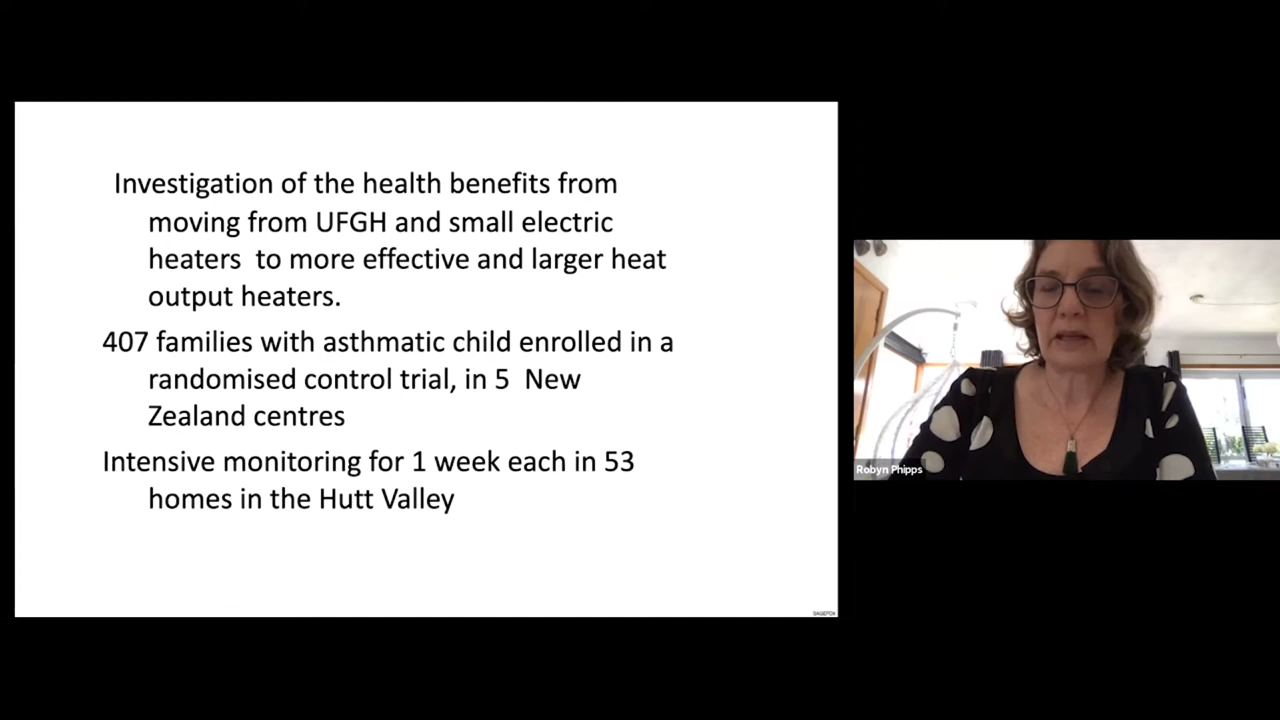 Investigation of the health benefits from
moving from UFGH and small electric
heaters to more effective and larger heat
output heaters.
407 families with asthmatic child enrolled in a
randomised control trial, in 5 New
Zealand centres
Intensive monitoring for 1 week each in 53
homes in the Hutt Valley
Robyn Phipps